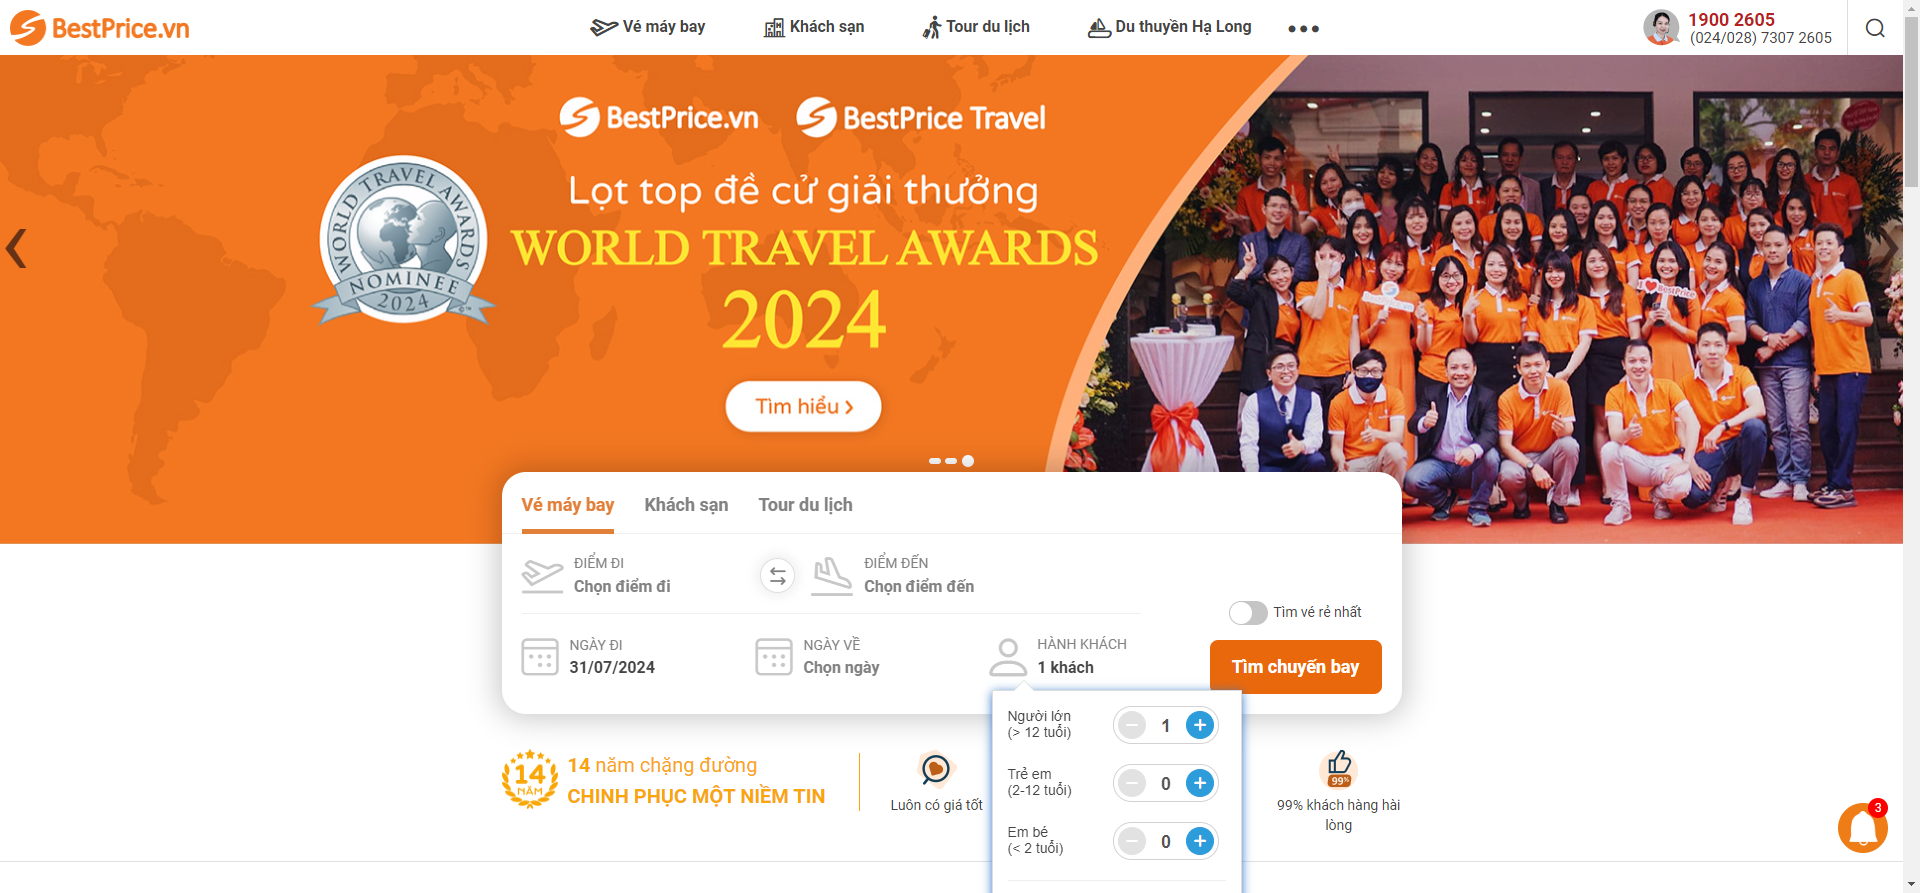 BestPrice.vn
Vé máy bay
Khách sạn
Tour du lịch
Du thuyền Hạ Long
1900 2605
(024/028) 7307 2605
BestPrice.vn
BestPrice Travel
Lọt top đề cử giải thưởng
WORLD TRAVEL AWARDS
2024
WORLD TRAVEL AWARDS
NOMINEE
2024
Tìm hiểu
I BestPrice
Vé máy bay
Khách sạn
Tour du lịch
ĐIỂM ĐI
Chọn điểm đi
ĐIỂM ĐẾN
Chọn điểm đến
Tìm vé rẻ nhất
NGÀY ĐI
31/07/2024
NGÀY VỀ
Chọn ngày
HÀNH KHÁCH
1 khách
Tìm chuyến bay
Người lớn
(> 12 tuổi)
1
Trẻ em
(2-12 tuổi)
0
Em bé
(< 2 tuổi)
0
14
NĂM
14 năm chặng đường
CHINH PHỤC MỘT NIỀM TIN
Luôn có giá tốt
99%
99% khách hàng hài
lòng
3